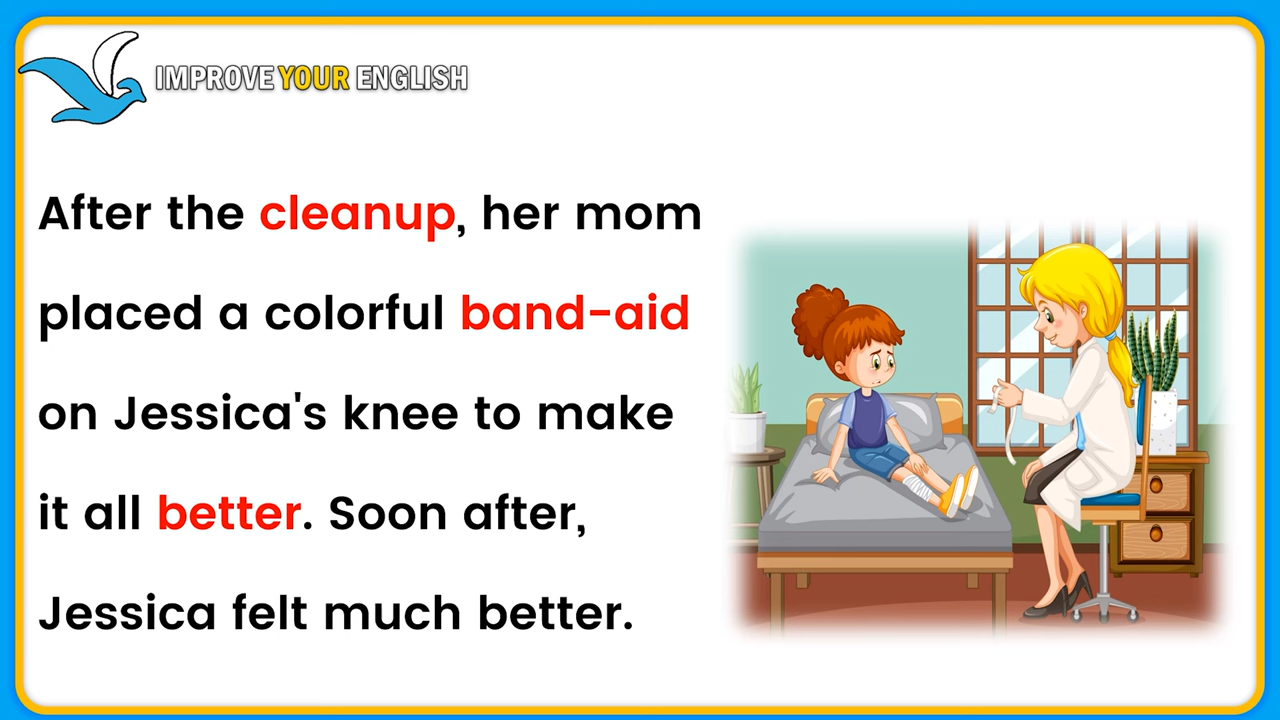 IMPROVE YOUR ENGLISH
After the cleanup, her mom
placed a colorful band-aid
on Jessica's knee to make
it all better. Soon after,
Jessica felt much better.